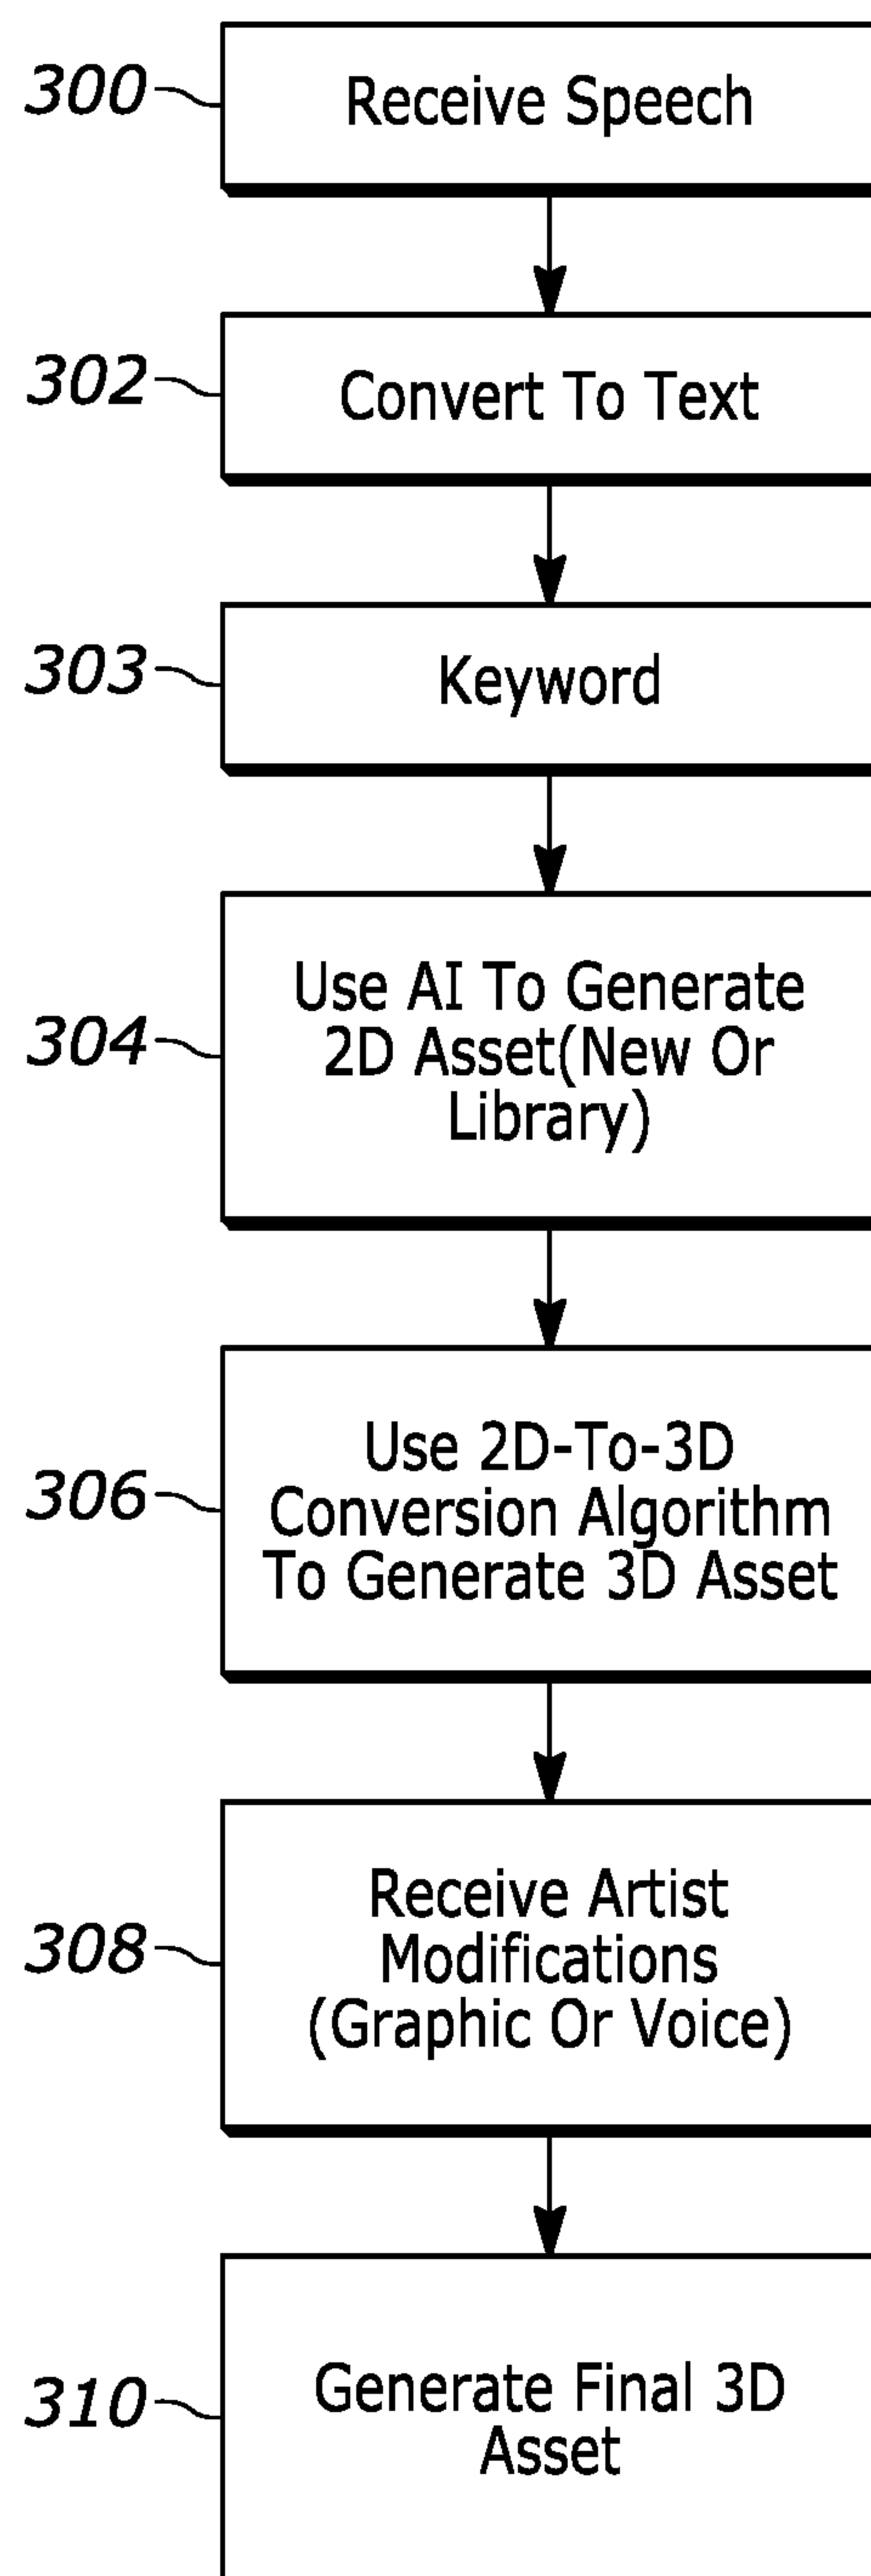 300
Receive Speech
302
Convert To Text
303
Keyword
304
Use AI To Generate
2D Asset(New Or
Library)
306
Use 2D-To-3D
Conversion Algorithm
To Generate 3D Asset
308
Receive Artist
Modifications
(Graphic Or Voice)
310
Generate Final 3D
Asset